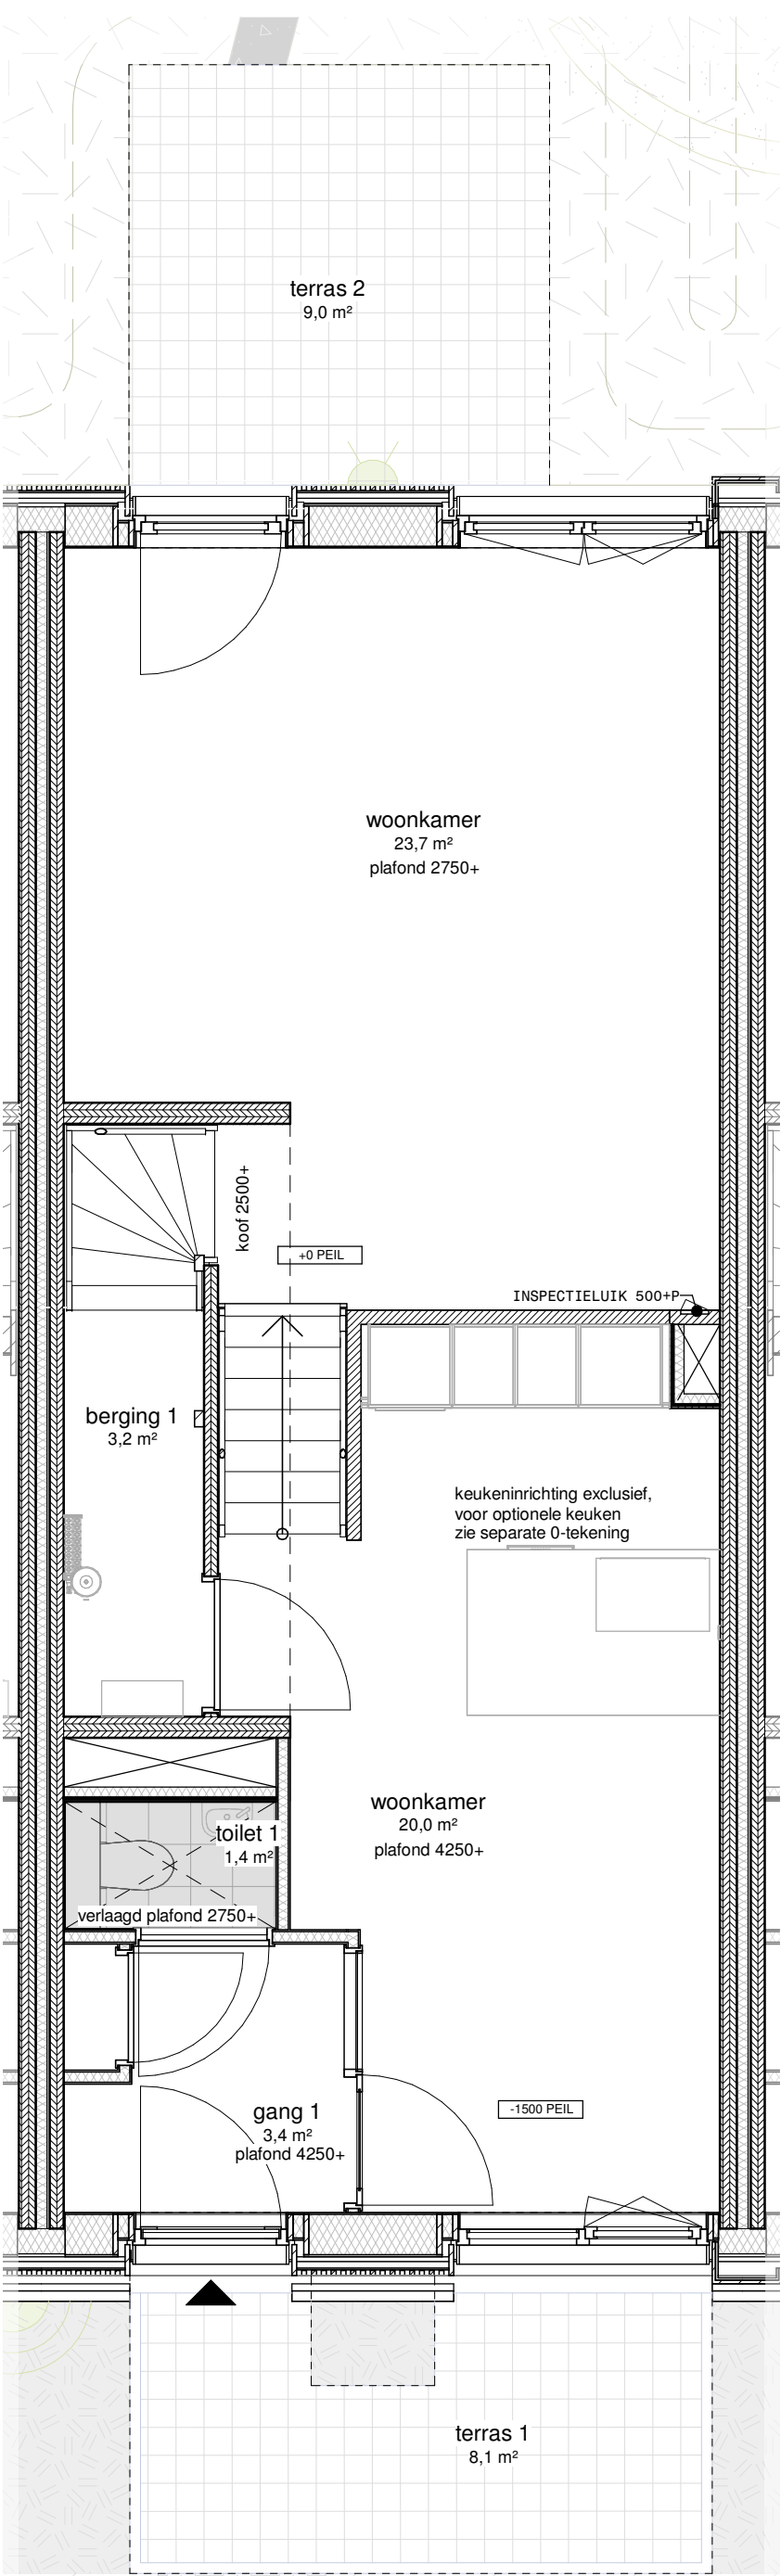 terras 2
9,0 m²
woonkamer
23,7 m²
plafond 2750+
koof 2500+
+0 PEIL
INSPECTIELUIK 500+P
berging 1
3,2 m²
keukeninrichting exclusief,
voor optionele keuken
zie separate 0-tekening
woonkamer
20,0 m²
plafond 4250+
toilet 1
1,4 m²
verlaagd plafond 2750+
gang 1
3,4 m²
plafond 4250+
-1500 PEIL
terras 1
8,1 m²